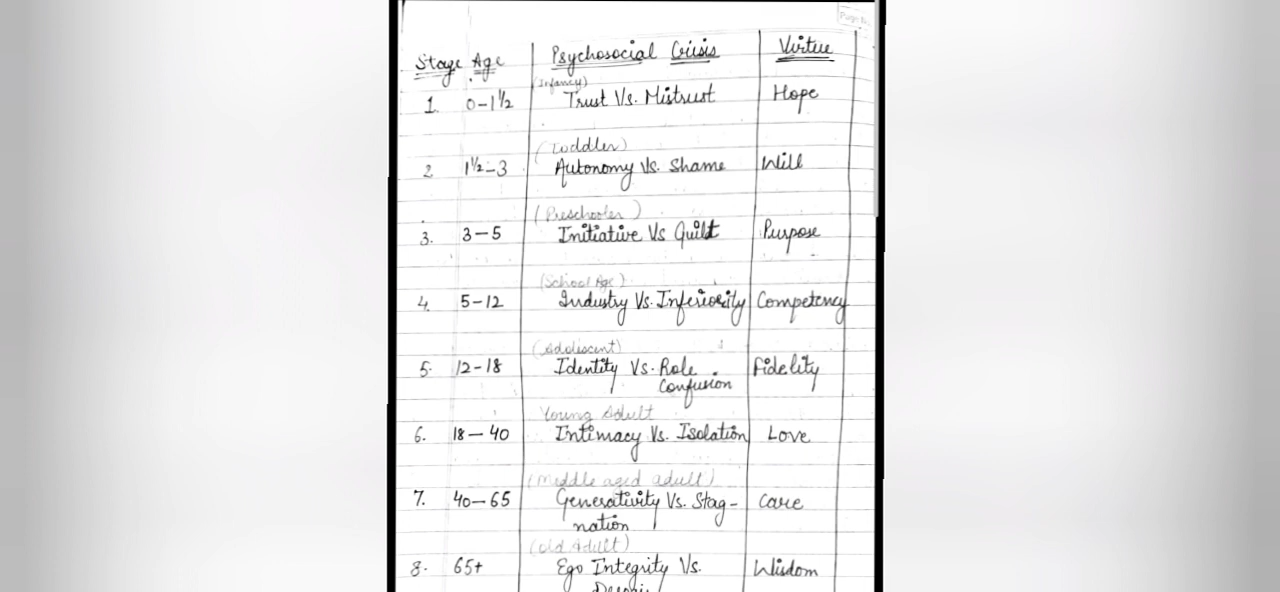 Page No.
Stage Age Psychosocial Crisis Virtue
(Infancy)
1. 0-1½ Trust Vs. Mistrust Hope
(Toddler)
2 1½-3 Autonomy Vs. Shame Will
(Preschooler)
3. 3-5 Initiative Vs Guilt Purpose
(School Age)
4. 5-12 Industry Vs. Inferiority Competency
(Adoliscent)
5. 12-18 Identity Vs. Role Fidelity
Confusion
Young Adult
6. 18-40 Intimacy Vs. Isolation Love
(Middle aged adult)
7. 40-65 Generativity Vs. Stag- Care
nation
(Old Adult)
8. 65+ Ego Integrity Vs. Wisdom